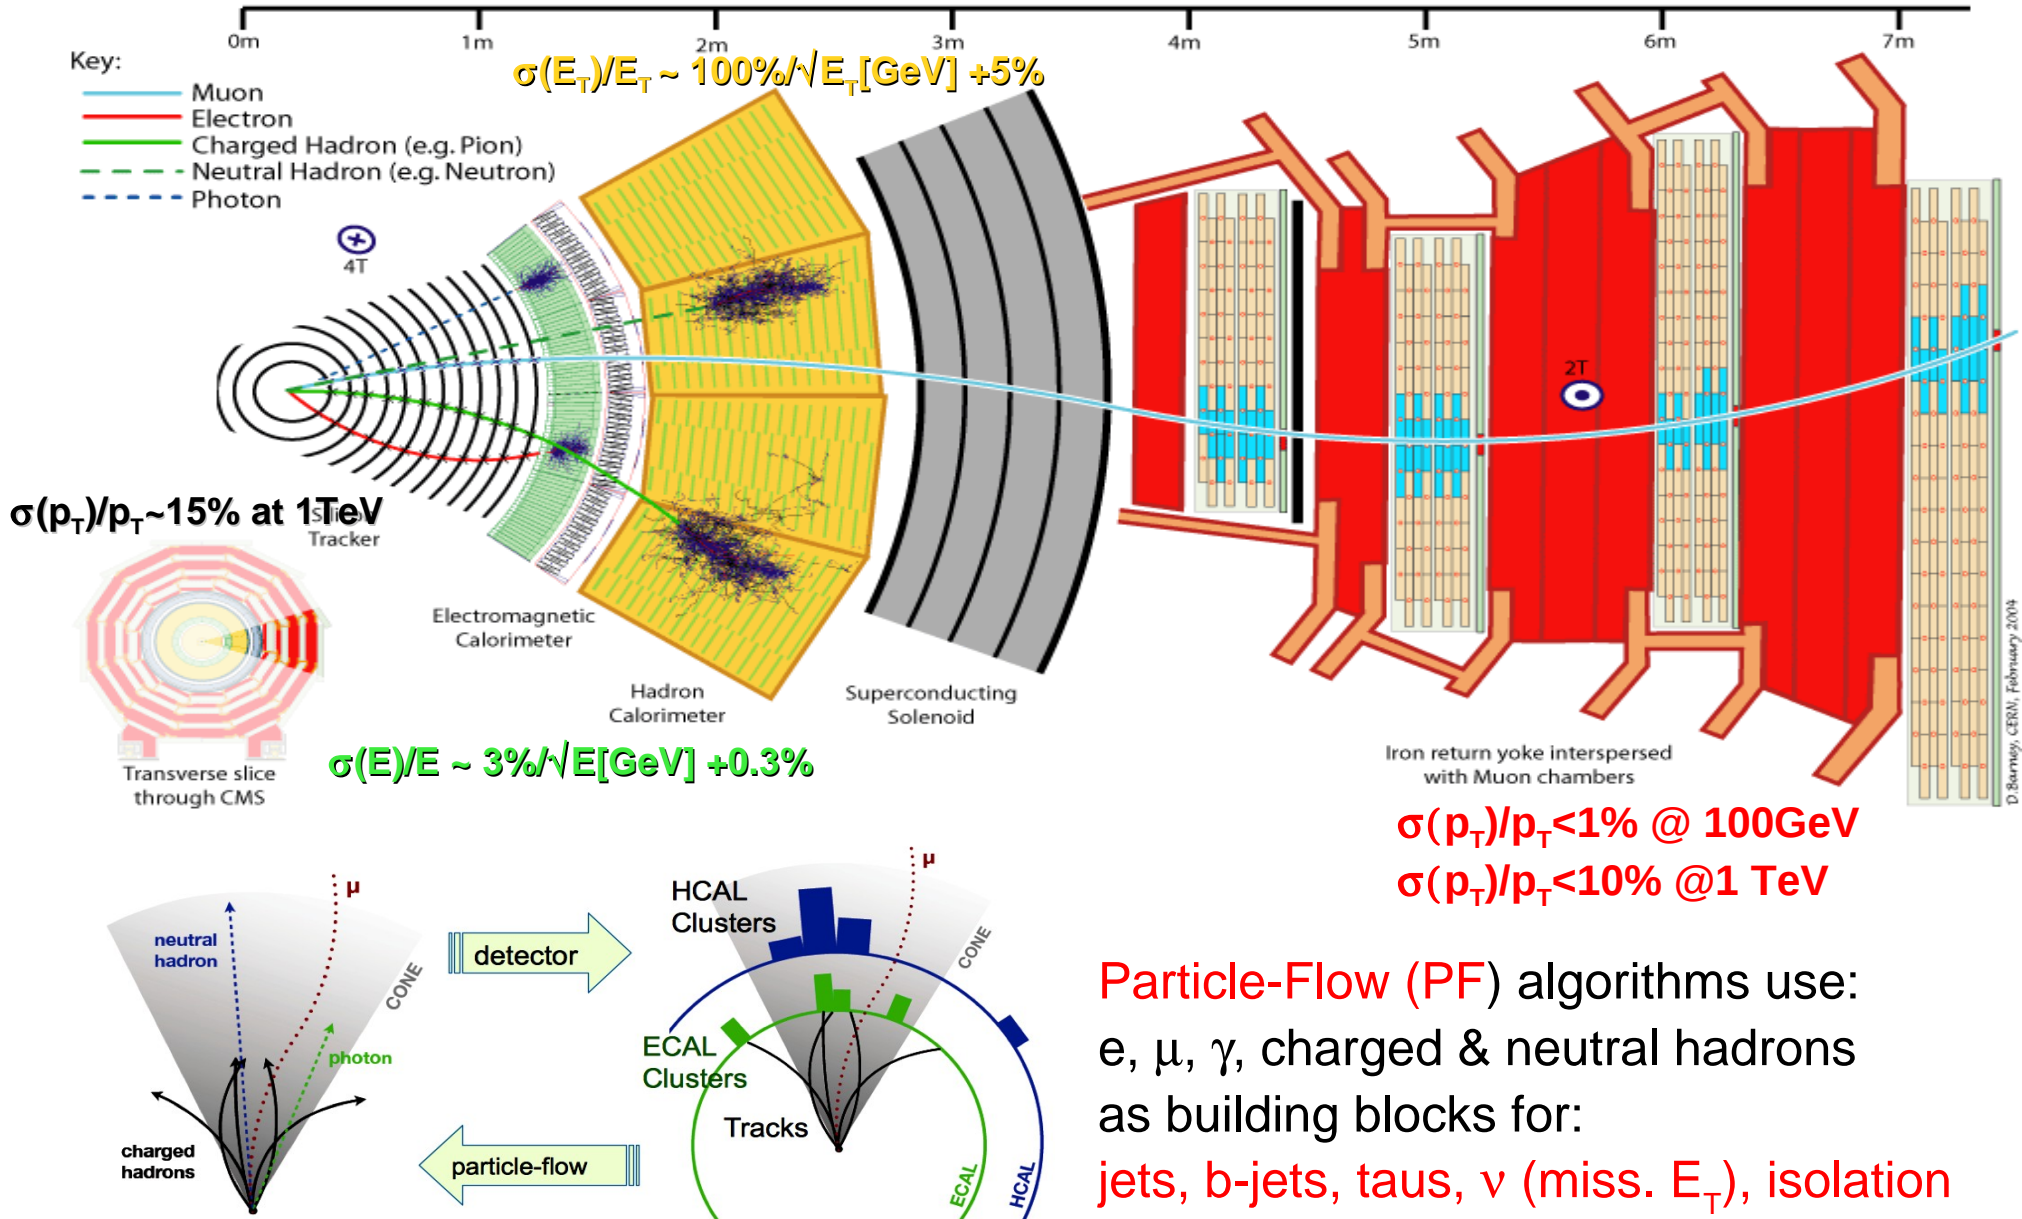 0m 1m 2m 3m 4m 5m 6m 7m
Key:
Muon
Electron
Charged Hadron (e.g. Pion)
Neutral Hadron (e.g. Neutron)
Photon
σ(E_T)/E_T ~ 100%/√E_T[GeV] +5%
4T
2T
σ(p_T)/p_T~15% at 1TeV
Tracker
Electromagnetic
Calorimeter
Hadron
Calorimeter
Superconducting
Solenoid
Iron return yoke interspersed
with Muon chambers
D.Barney, CERN, February 2004
Transverse slice
through CMS
σ(E)/E ~ 3%/√E[GeV] +0.3%
σ(p_T)/p_T<1% @ 100GeV
σ(p_T)/p_T<10% @1 TeV
μ
neutral
hadron
CONE
photon
charged
hadrons
detector
particle-flow
μ
HCAL
Clusters
CONE
ECAL
Clusters
Tracks
ECAL
HCAL
Particle-Flow (PF) algorithms use:
e, μ, γ, charged & neutral hadrons
as building blocks for:
jets, b-jets, taus, ν (miss. E_T), isolation